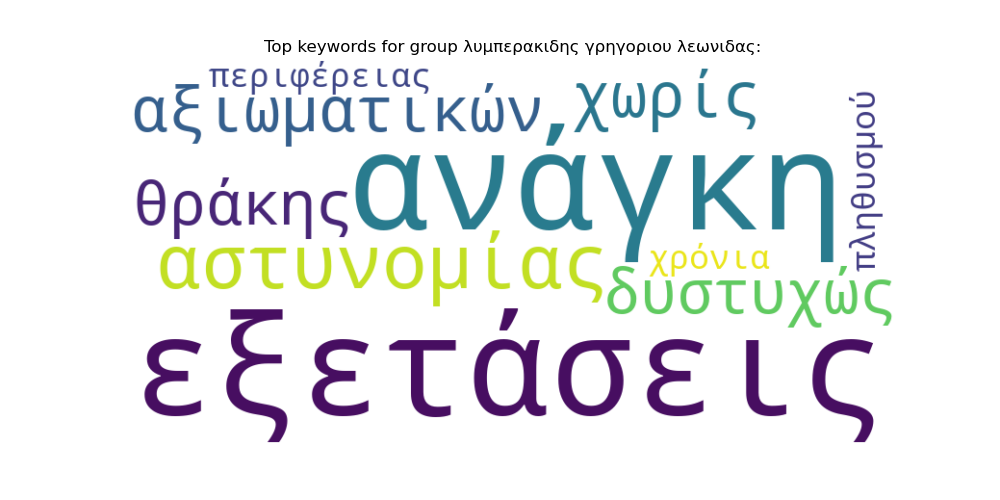 Top keywords for group λυμπερακιδης γρηγοριου λεωνιδας:
περιφέρειας
αξιωματικών
χωρίς
πληθυσμού
ανάγκη
θράκης
αστυνομίας
χρόνια
δυστυχώς
εξετάσεις